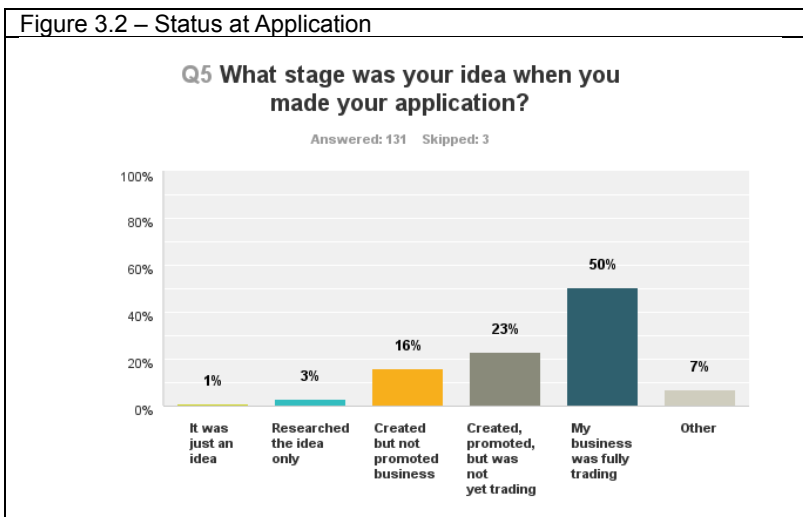 Figure 3.2 – Status at Application
Q5 What stage was your idea when you
made your application?
Answered: 131 Skipped: 3
100%
80%
60%
40%
20%
0%
1%
3%
16%
23%
50%
7%
It was
just an
idea
Researched
the idea
only
Created
but not
promoted
business
Created,
promoted,
but was
not
yet trading
My
business
was fully
trading
Other